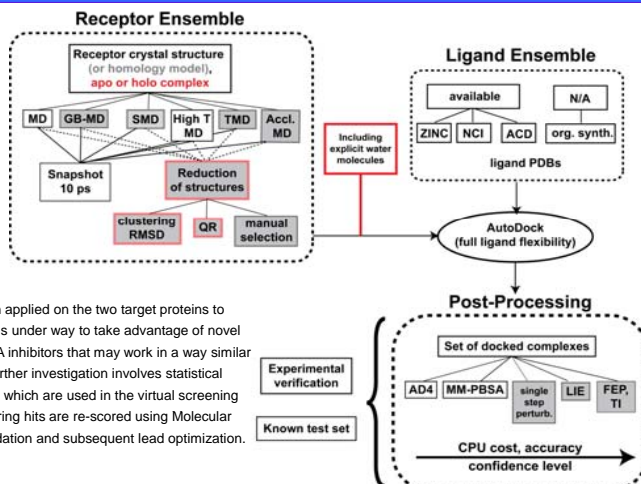 Receptor Ensemble
Receptor crystal structure
(or homology model),
apo or holo complex
MD
GB-MD
SMD
High T
MD
TMD
Accl.
MD
Snapshot
10 ps
Reduction
of structures
clustering
RMSD
QR
manual
selection
Including
explicit water
molecules
Ligand Ensemble
available
N/A
ZINC
NCI
ACD
org. synth.
ligand PDBs
AutoDock
(full ligand flexibility)
applied on the two target proteins to
s under way to take advantage of novel
A inhibitors that may work in a way similar
rther investigation involves statistical
which are used in the virtual screening
ring hits are re-scored using Molecular
dation and subsequent lead optimization.
Experimental
verification
Known test set
Post-Processing
Set of docked complexes
AD4
MM-PBSA
single
step
perturb.
LIE
FEP,
TI
CPU cost, accuracy
confidence level